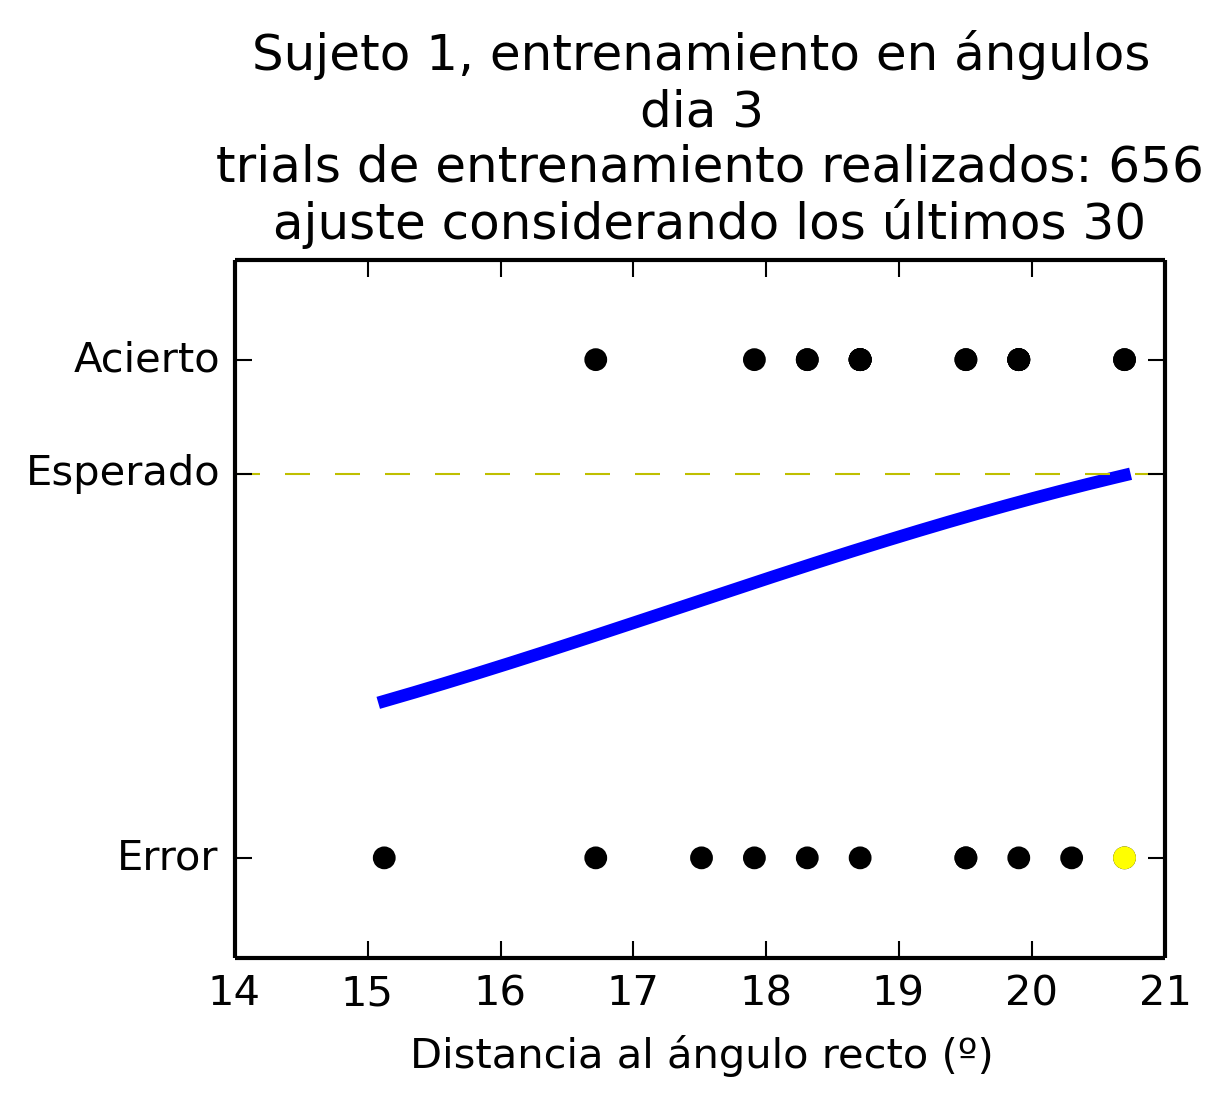 Sujeto 1, entrenamiento en ángulos
dia 3
trials de entrenamiento realizados: 656
ajuste considerando los últimos 30
Acierto
Esperado
Error
14 15 16 17 18 19 20 21
Distancia al ángulo recto (º)